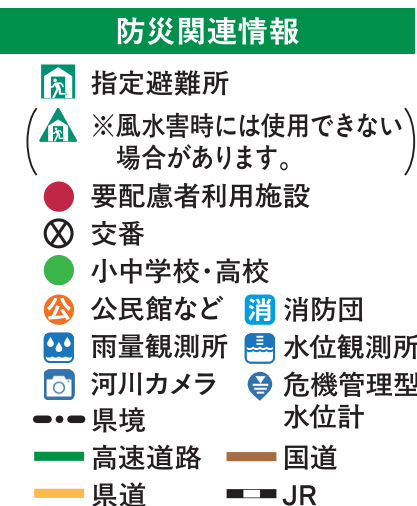 防災関連情報
指定避難所
※風水害時には使用できない
場合があります。
要配慮者利用施設
交番
小中学校・高校
公 公民館など 消 消防団
雨量観測所 水位観測所
河川カメラ 危機管理型
水位計
県境
高速道路 国道
県道 JR